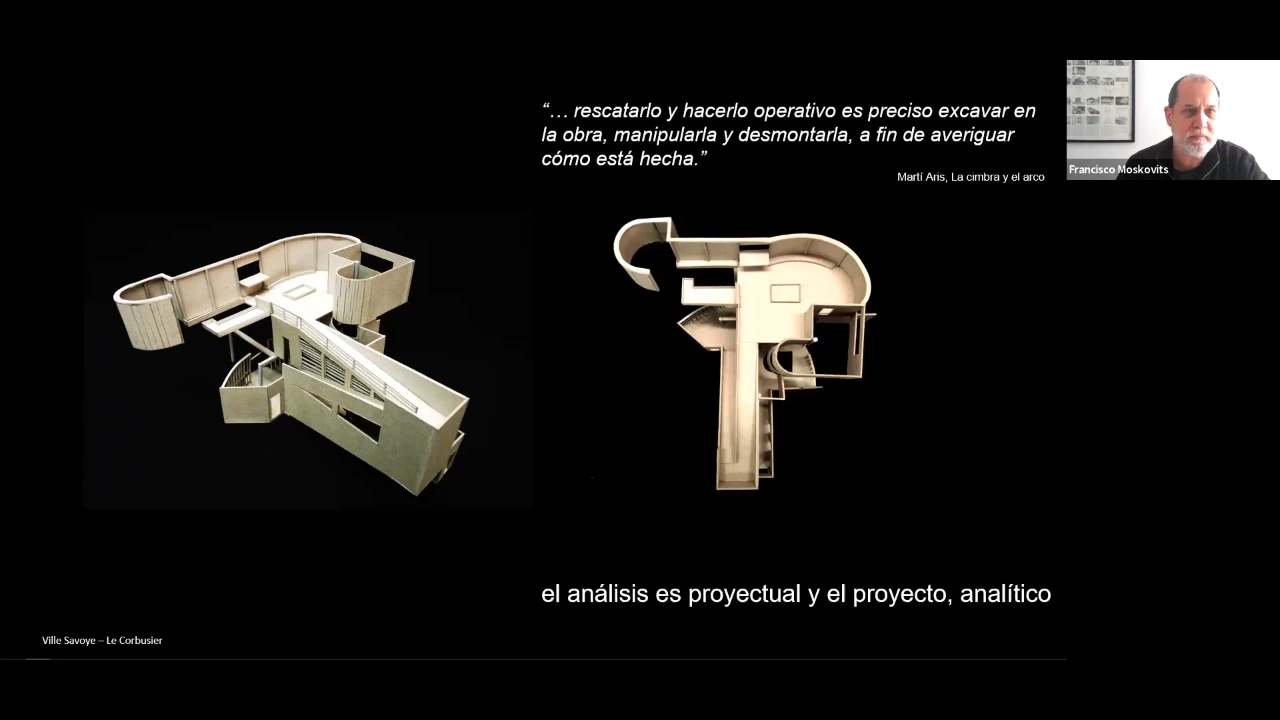 “… rescatarlo y hacerlo operativo es preciso excavar en
la obra, manipularla y desmontarla, a fin de averiguar
cómo está hecha.”
Martí Aris, La cimbra y el arco
Francisco Moskovits
el análisis es proyectual y el proyecto, analítico
Ville Savoye – Le Corbusier